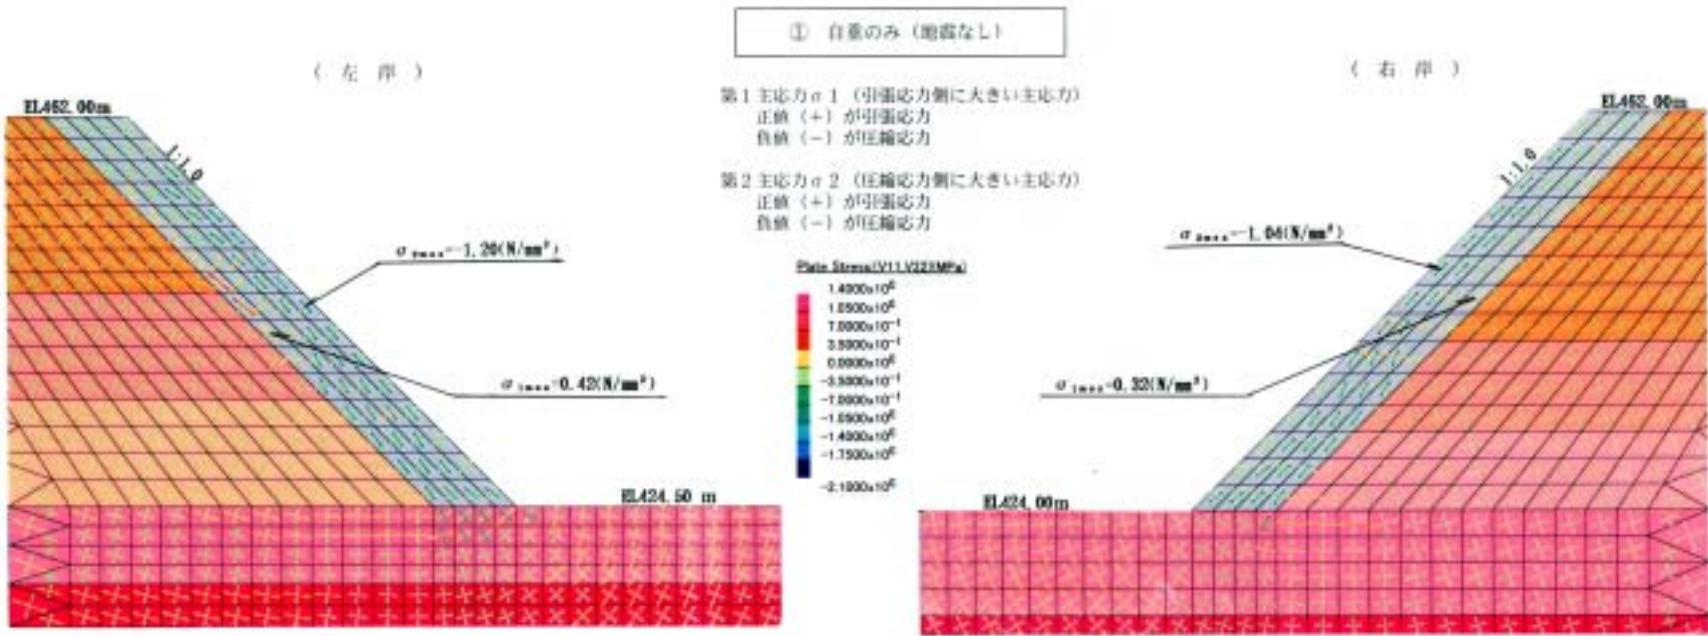 ① 自重のみ（地震なし）
（ 左 岸 ）
（ 右 岸 ）
EL462.00m
EL462.00m
1:1.0
1:1.0
第1主応力σ1（引張応力側に大きい主応力）
正値（+）が引張応力
負値（-）が圧縮応力
第2主応力σ2（圧縮応力側に大きい主応力）
正値（+）が引張応力
負値（-）が圧縮応力
σ2max=-1.20(N/mm²)
σ2max=-1.04(N/mm²)
Plate Stress(V11,V22)(MPa)
1.4000x10⁰
1.0500x10⁰
7.0000x10⁻¹
3.5000x10⁻¹
0.0000x10⁰
-3.5000x10⁻¹
-7.0000x10⁻¹
-1.0500x10⁰
-1.4000x10⁰
-1.7500x10⁰
-2.1000x10⁰
σ1max=0.42(N/mm²)
σ1max=0.32(N/mm²)
EL424.50 m
EL424.00m